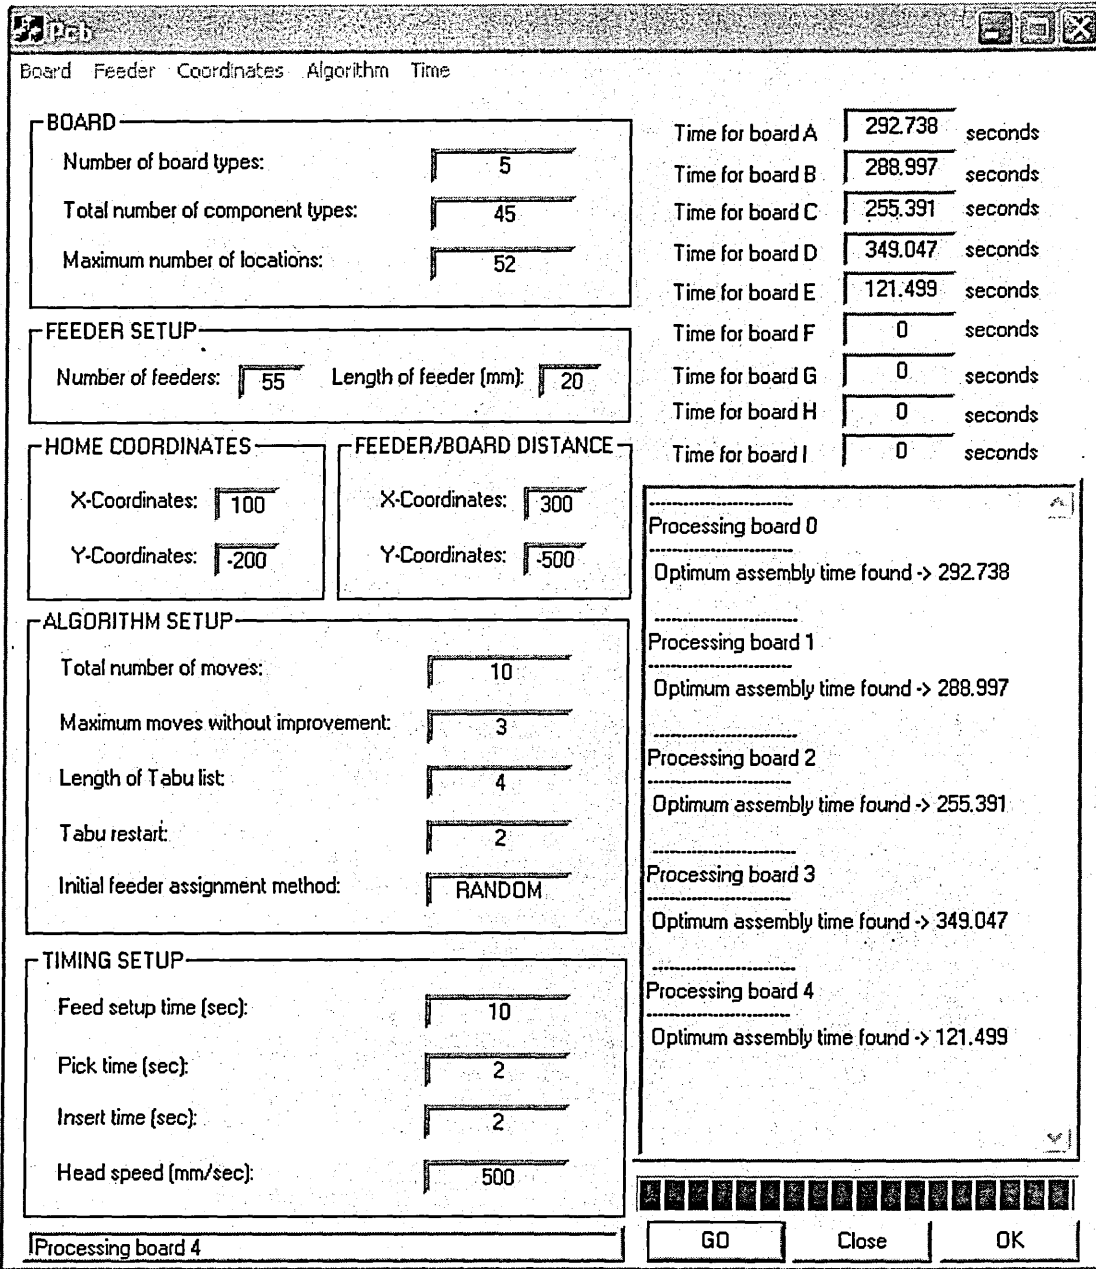 Pcb
Board Feeder Coordinates Algorithm Time
BOARD
Number of board types: 5
Total number of component types: 45
Maximum number of locations: 52
FEEDER SETUP
Number of feeders: 55 Length of feeder (mm): 20
HOME COORDINATES
X-Coordinates: 100
Y-Coordinates: -200
FEEDER/BOARD DISTANCE
X-Coordinates: 300
Y-Coordinates: -500
ALGORITHM SETUP
Total number of moves: 10
Maximum moves without improvement: 3
Length of Tabu list: 4
Tabu restart: 2
Initial feeder assignment method: RANDOM
TIMING SETUP
Feed setup time (sec): 10
Pick time (sec): 2
Insert time (sec): 2
Head speed (mm/sec): 500
Processing board 4
Time for board A 292.738 seconds
Time for board B 288.997 seconds
Time for board C 255.391 seconds
Time for board D 349.047 seconds
Time for board E 121.499 seconds
Time for board F 0 seconds
Time for board G 0 seconds
Time for board H 0 seconds
Time for board I 0 seconds
-------------------------
Processing board 0
-------------------------
Optimum assembly time found -> 292.738
-------------------------
Processing board 1
-------------------------
Optimum assembly time found -> 288.997
-------------------------
Processing board 2
-------------------------
Optimum assembly time found -> 255.391
-------------------------
Processing board 3
-------------------------
Optimum assembly time found -> 349.047
-------------------------
Processing board 4
-------------------------
Optimum assembly time found -> 121.499
GO Close OK